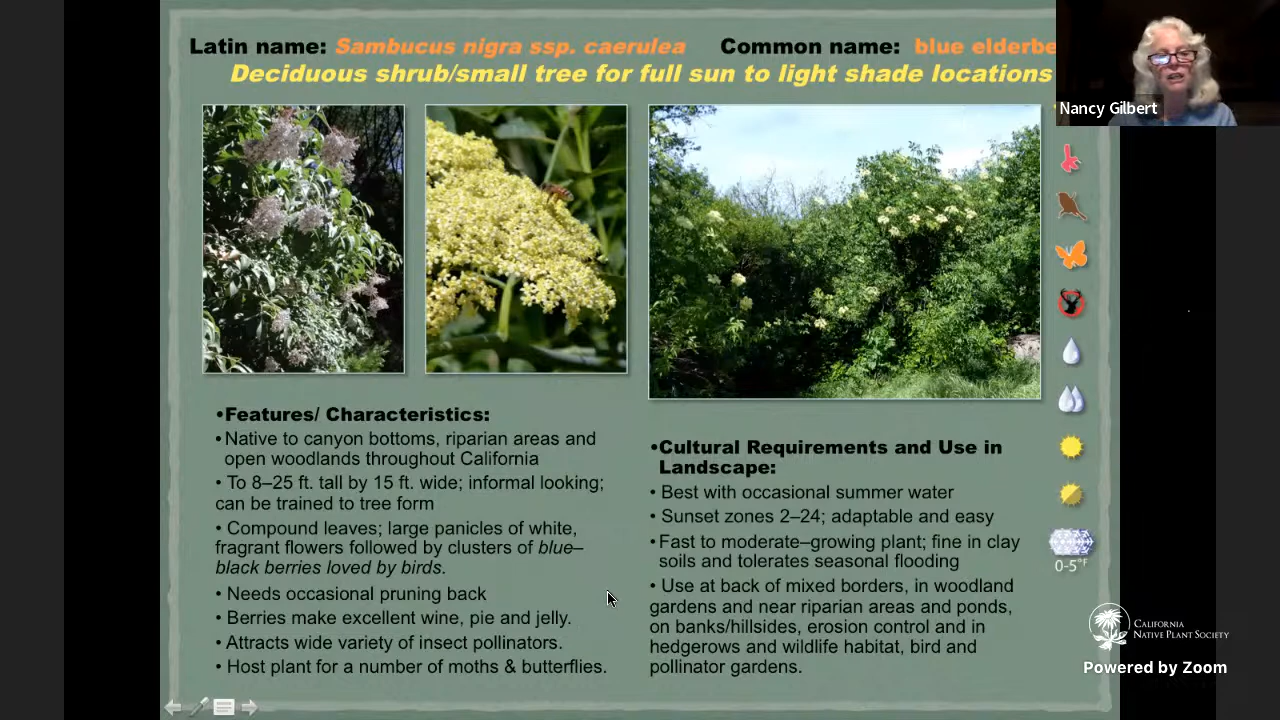 Latin name: Sambucus nigra ssp. caerulea Common name: blue elderbe
Deciduous shrub/small tree for full sun to light shade locations
Nancy Gilbert
•Features/ Characteristics:
• Native to canyon bottoms, riparian areas and
open woodlands throughout California
• To 8–25 ft. tall by 15 ft. wide; informal looking;
can be trained to tree form
• Compound leaves; large panicles of white,
fragrant flowers followed by clusters of blue–
black berries loved by birds.
• Needs occasional pruning back
• Berries make excellent wine, pie and jelly.
• Attracts wide variety of insect pollinators.
• Host plant for a number of moths & butterflies.
•Cultural Requirements and Use in
Landscape:
• Best with occasional summer water
• Sunset zones 2–24; adaptable and easy
• Fast to moderate–growing plant; fine in clay
soils and tolerates seasonal flooding
• Use at back of mixed borders, in woodland
gardens and near riparian areas and ponds,
on banks/hillsides, erosion control and in
hedgerows and wildlife habitat, bird and
pollinator gardens.
0-5°F
CALIFORNIA
NATIVE PLANT SOCIETY
Powered by Zoom